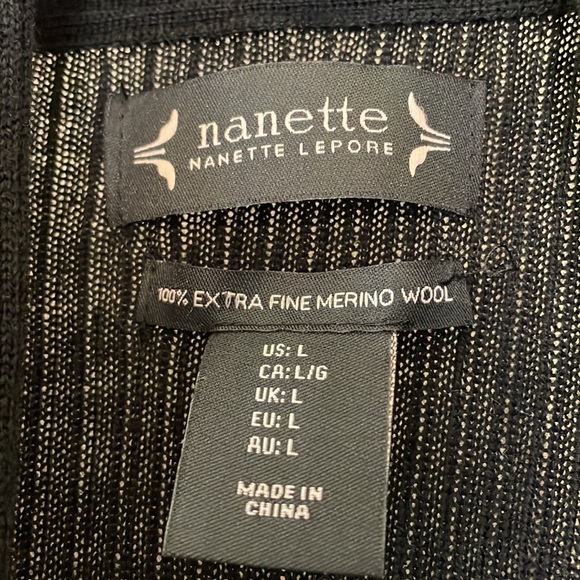 nanette
NANETTE LEPORE
100% EXTRA FINE MERINO WOOL
US: L
CA: L/G
UK: L
EU: L
AU: L
MADE IN
CHINA